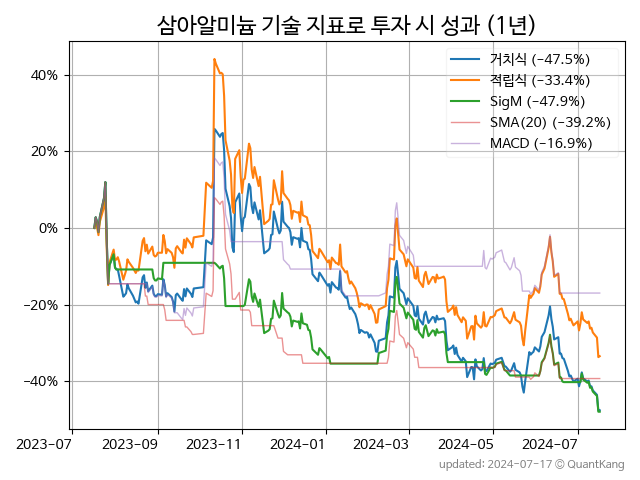 삼아알미늄 기술 지표로 투자 시 성과 (1년)
거치식 (−47.5%)
적립식 (−33.4%)
SigM (−47.9%)
SMA(20) (−39.2%)
MACD (−16.9%)
40%
20%
0%
−20%
−40%
2023-07 2023-09 2023-11 2024-01 2024-03 2024-05 2024-07
updated: 2024-07-17 © QuantKang